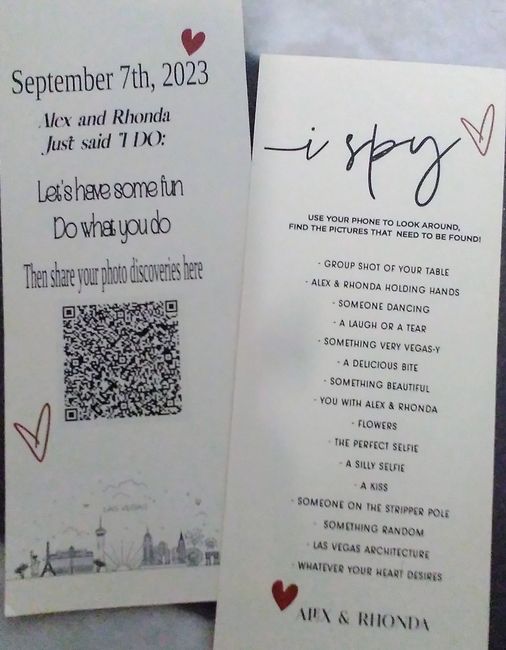 September 7th, 2023
Alex and Rhonda
Just said "I DO:
Let's have some fun
Do what you do
Then share your photo discoveries here
LAS VEGAS
i spy
USE YOUR PHONE TO LOOK AROUND,
FIND THE PICTURES THAT NEED TO BE FOUND!
- GROUP SHOT OF YOUR TABLE
- ALEX & RHONDA HOLDING HANDS
- SOMEONE DANCING
- A LAUGH OR A TEAR
- SOMETHING VERY VEGAS-Y
- A DELICIOUS BITE
- SOMETHING BEAUTIFUL
- YOU WITH ALEX & RHONDA
- FLOWERS
- THE PERFECT SELFIE
- A SILLY SELFIE
- A KISS
- SOMEONE ON THE STRIPPER POLE
- SOMETHING RANDOM
- LAS VEGAS ARCHITECTURE
- WHATEVER YOUR HEART DESIRES
ALEX & RHONDA